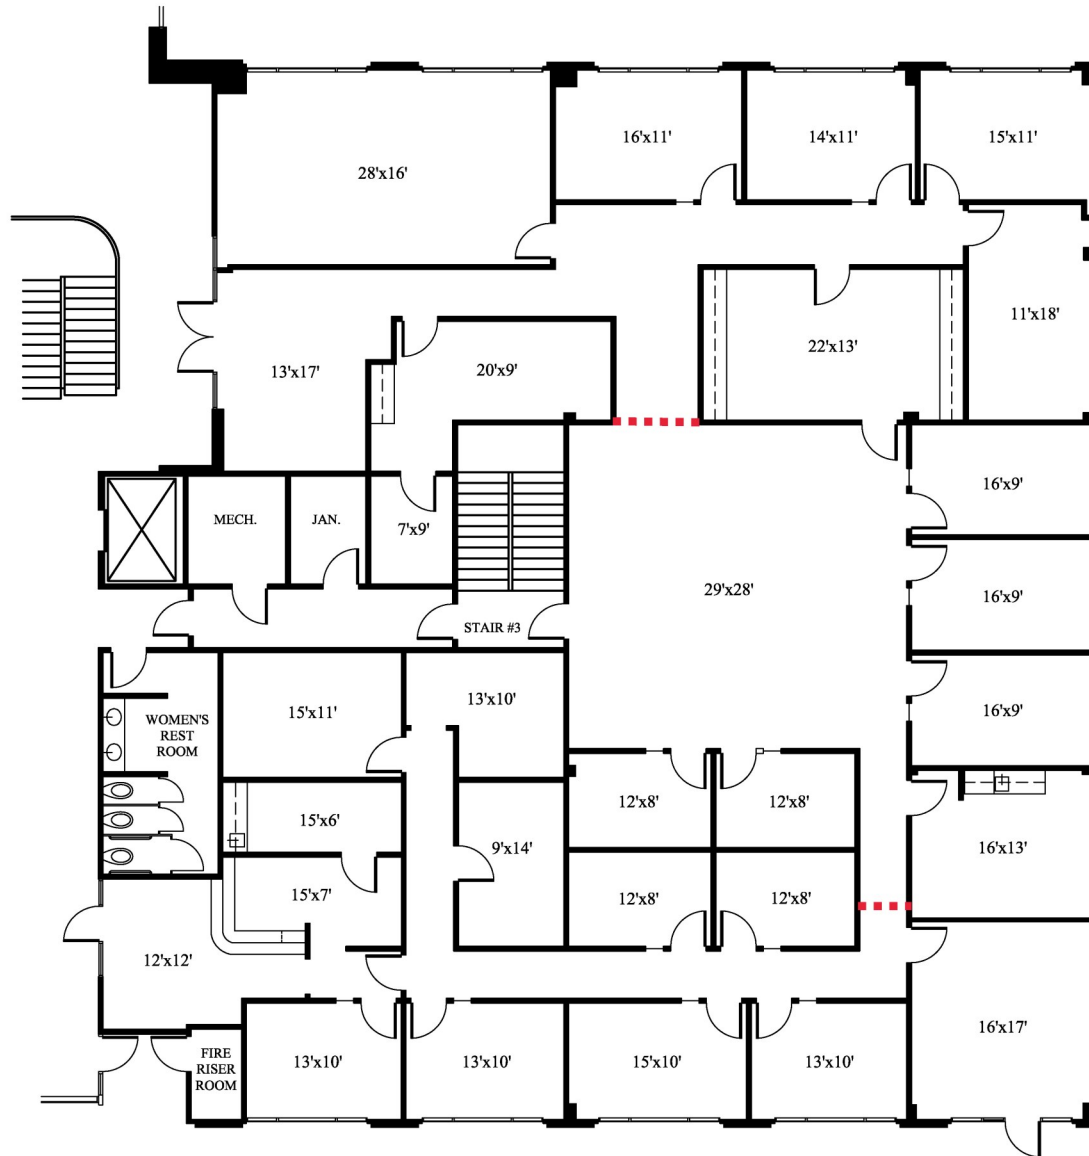 16'x11'
14'x11'
15'x11'
28'x16'
11'x18'
13'x17'
20'x9'
22'x13'
16'x9'
MECH.
JAN.
7'x9'
29'x28'
16'x9'
STAIR #3
15'x11'
13'x10'
16'x9'
WOMEN'S
REST
ROOM
15'x6'
12'x8'
12'x8'
9'x14'
16'x13'
15'x7'
12'x8'
12'x8'
12'x12'
16'x17'
FIRE
RISER
ROOM
13'x10'
13'x10'
15'x10'
13'x10'